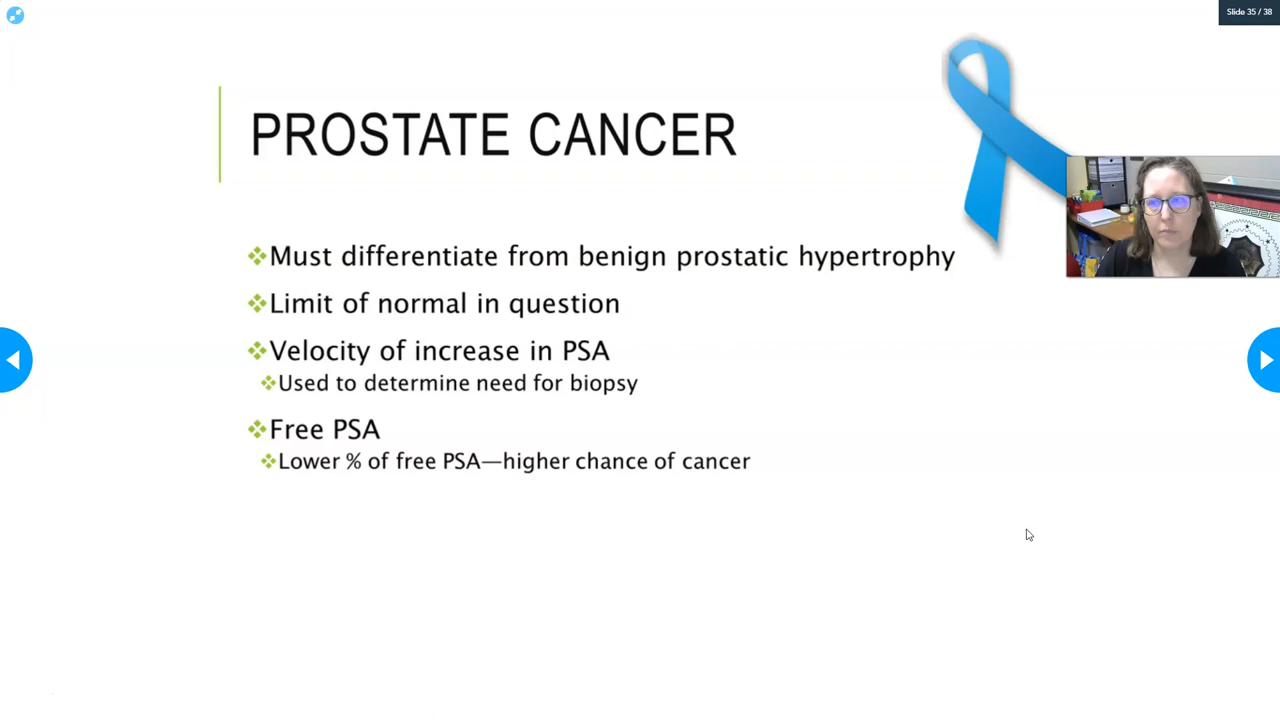 Slide 35 / 38
PROSTATE CANCER
Must differentiate from benign prostatic hypertrophy
Limit of normal in question
Velocity of increase in PSA
Used to determine need for biopsy
Free PSA
Lower % of free PSA—higher chance of cancer